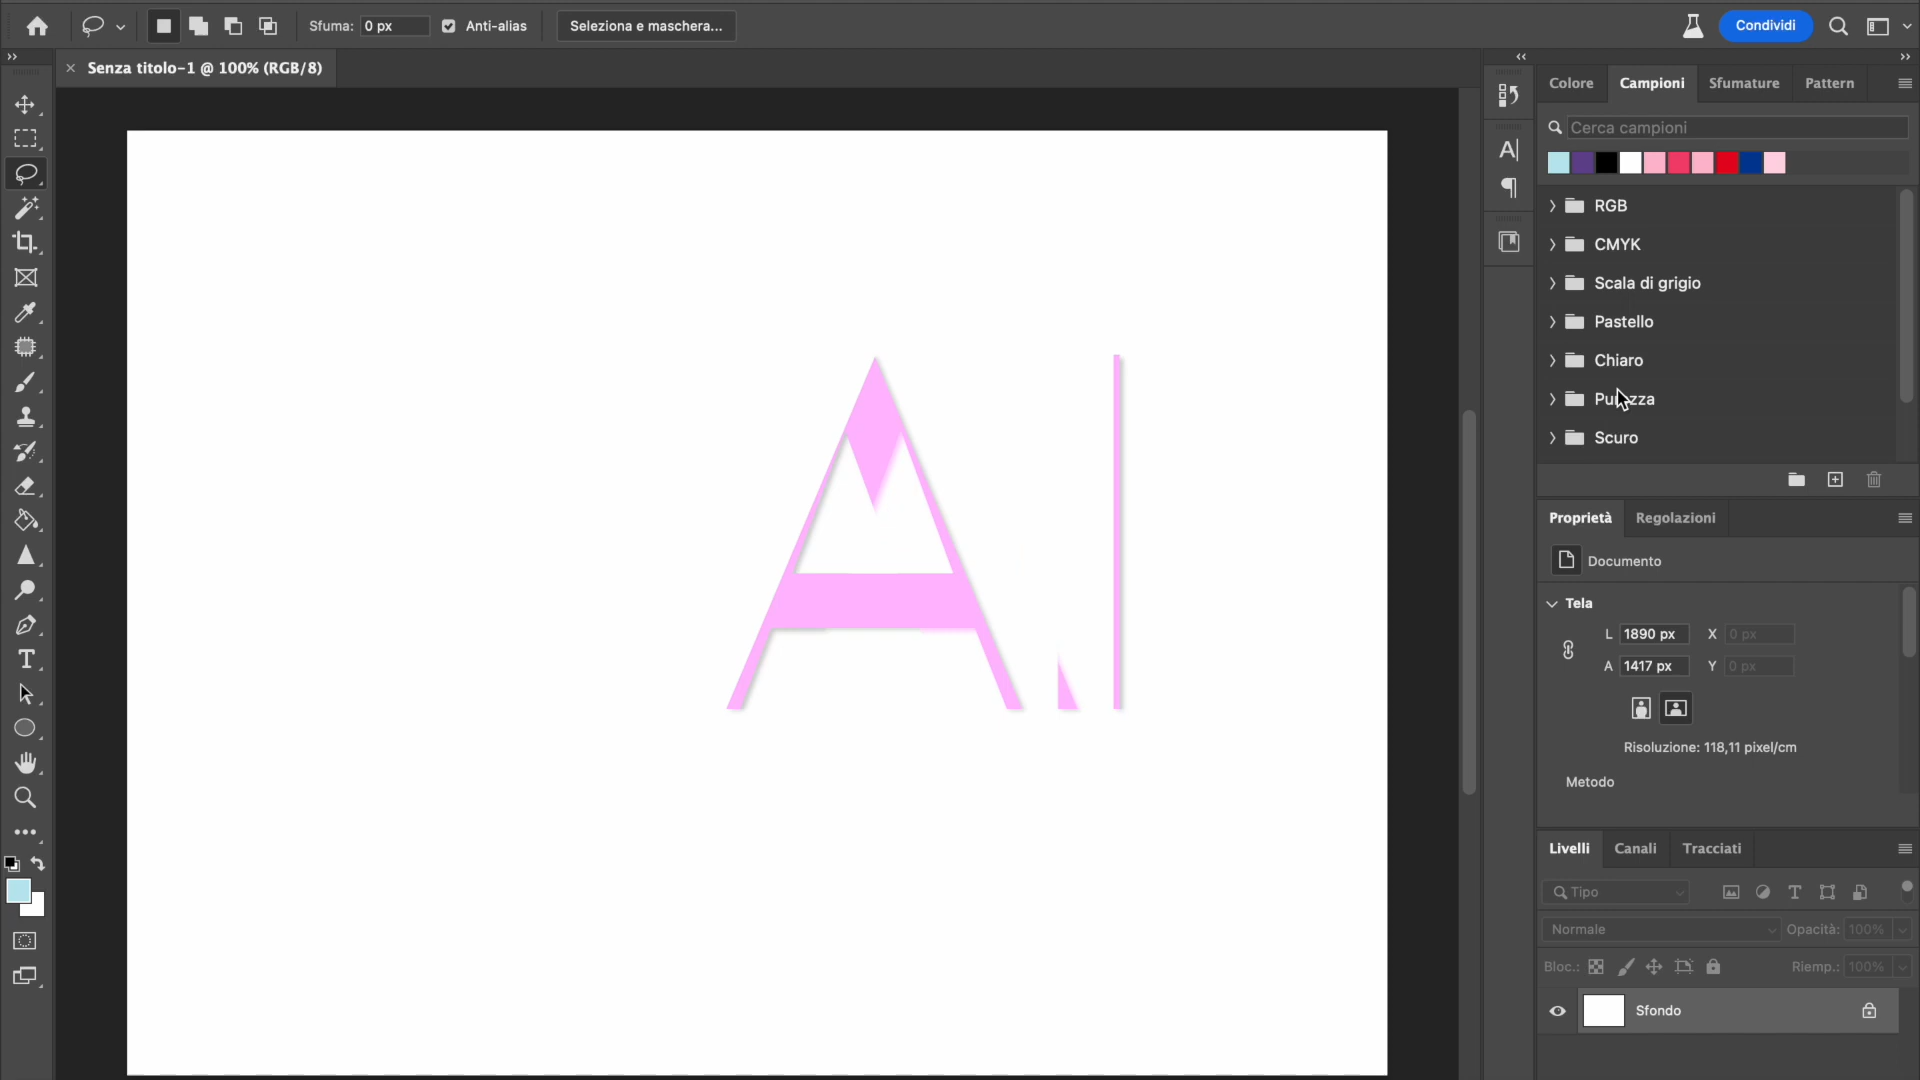 Sfuma: 0 px Anti-alias Seleziona e maschera... Condividi
Senza titolo-1 @ 100% (RGB/8)
Colore Campioni Sfumature Pattern
Cerca campioni
RGB
CMYK
Scala di grigio
Pastello
Chiaro
Scuro
Proprietà Regolazioni
Documento
Tela
L 1890 px X 0 px
A 1417 px Y 0 px
Risoluzione: 118,11 pixel/cm
Metodo
Livelli Canali Tracciati
Tipo
Normale Opacità: 100%
Bloc.: Riemp.: 100%
Sfondo